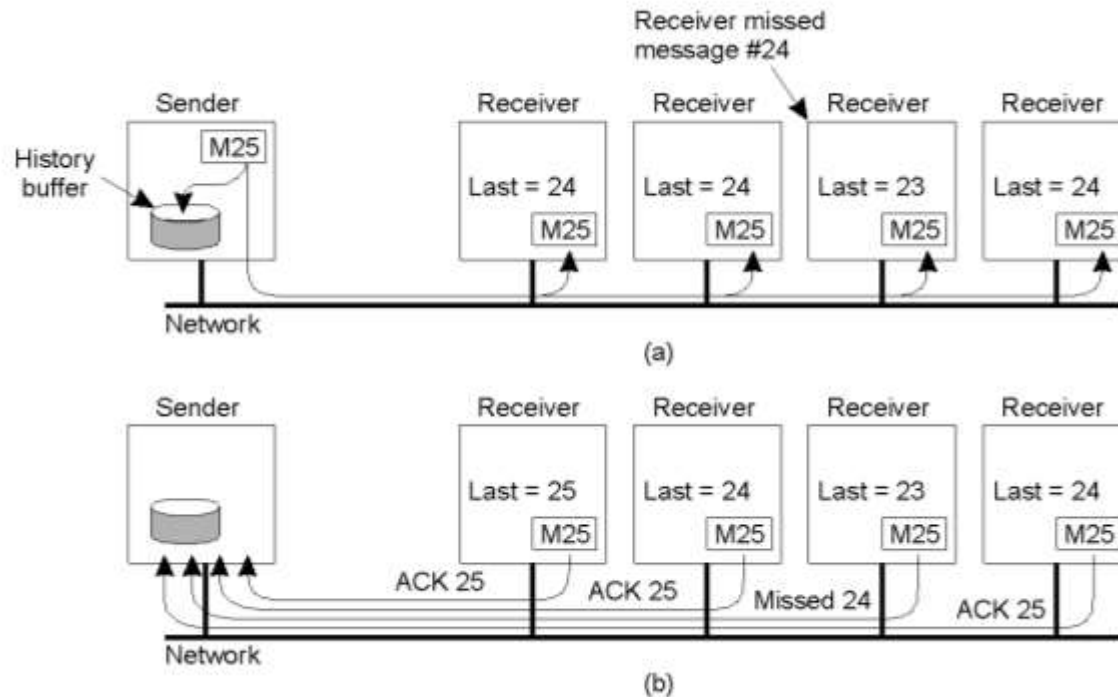 Receiver missed
message #24
Sender
Receiver
Receiver
Receiver
Receiver
History
buffer
M25
Last = 24
M25
Last = 24
M25
Last = 23
M25
Last = 24
M25
Network
(a)
Sender
Receiver
Receiver
Receiver
Receiver
Last = 25
M25
Last = 24
M25
Last = 23
M25
Last = 24
M25
ACK 25
ACK 25
Missed 24
ACK 25
Network
(b)